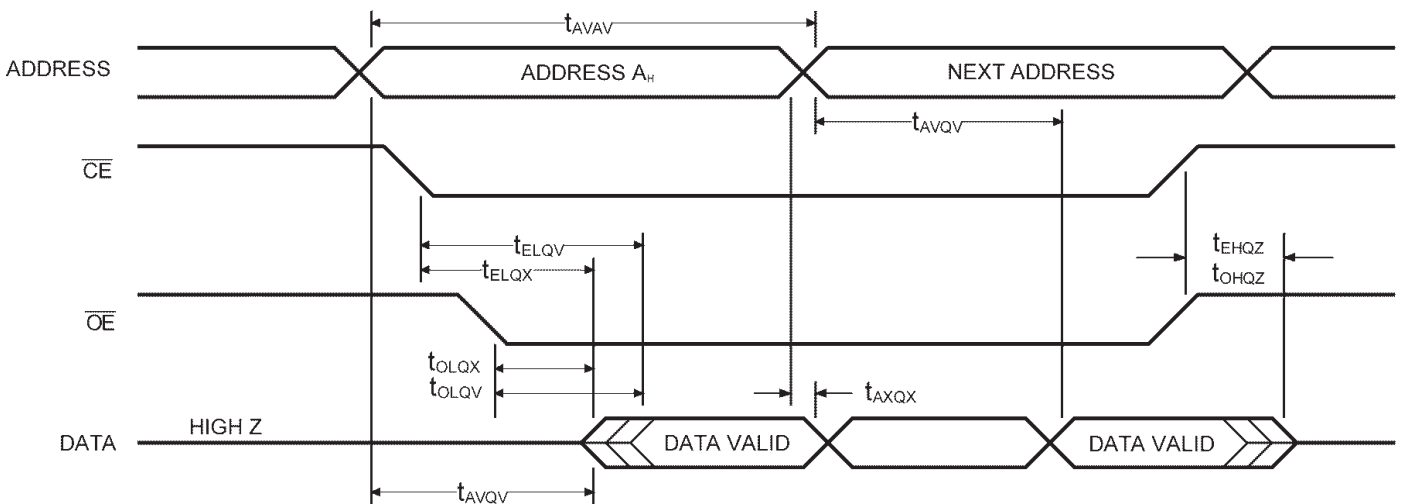 tAVAV
ADDRESS
ADDRESS AH
NEXT ADDRESS
tAVQV
CE
tELQV
tELQX
tEHQZ
tOHQZ
OE
tOLQX
tOLQV
tAXQX
DATA
HIGH Z
DATA VALID
DATA VALID
tAVQV